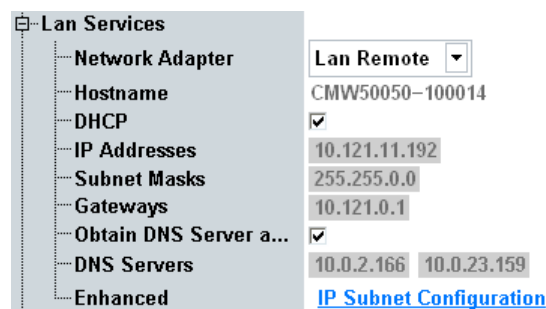 Lan Services
Network Adapter Lan Remote
Hostname CMW50050-100014
DHCP
IP Addresses 10.121.11.192
Subnet Masks 255.255.0.0
Gateways 10.121.0.1
Obtain DNS Server a...
DNS Servers 10.0.2.166 10.0.23.159
Enhanced IP Subnet Configuration